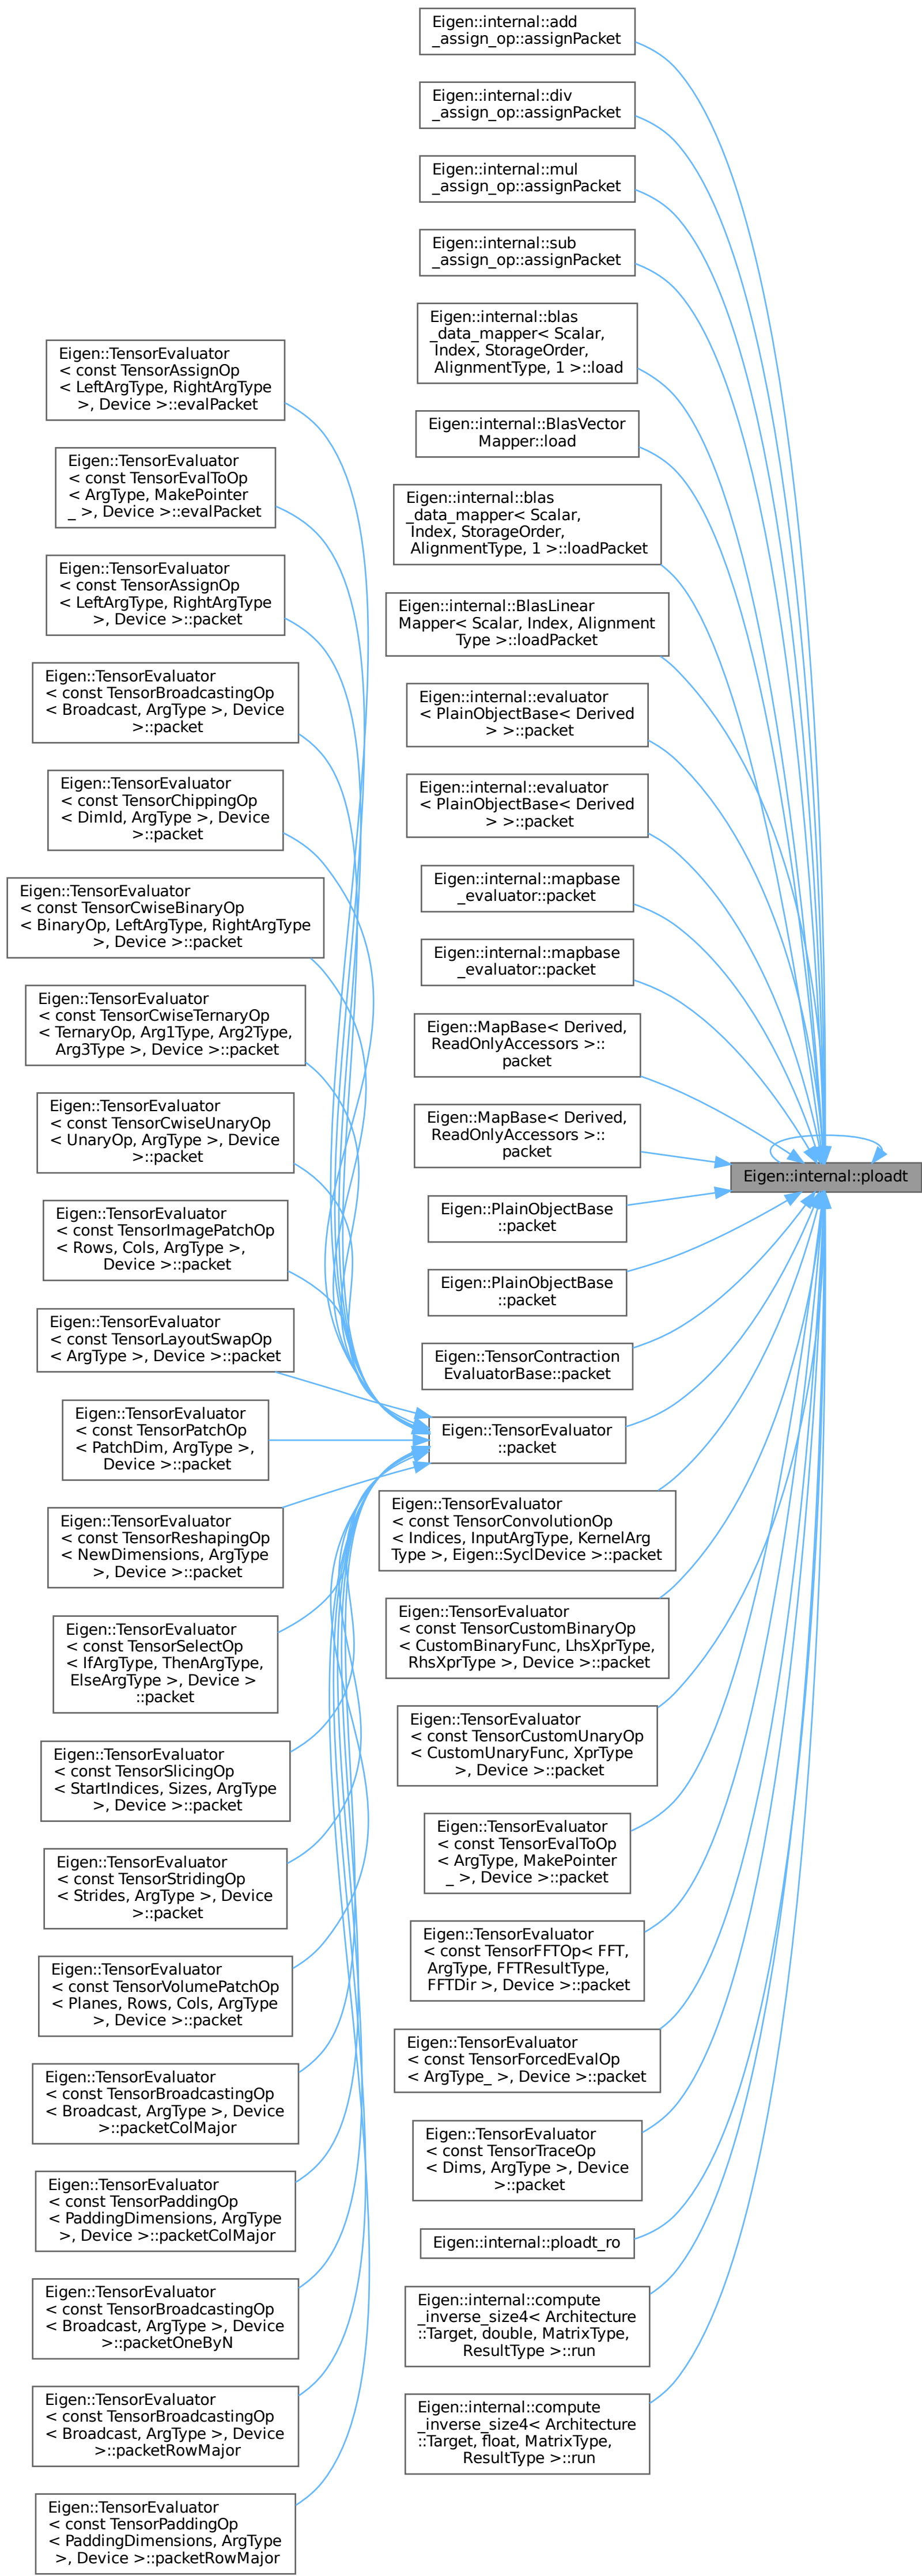 Eigen::internal::add
_assign_op::assignPacket
Eigen::internal::div
_assign_op::assignPacket
Eigen::internal::mul
_assign_op::assignPacket
Eigen::internal::sub
_assign_op::assignPacket
Eigen::internal::blas
_data_mapper< Scalar,
Index, StorageOrder,
AlignmentType, 1 >::load
Eigen::internal::BlasVector
Mapper::load
Eigen::internal::blas
_data_mapper< Scalar,
Index, StorageOrder,
AlignmentType, 1 >::loadPacket
Eigen::internal::BlasLinear
Mapper< Scalar, Index, Alignment
Type >::loadPacket
Eigen::internal::evaluator
< PlainObjectBase< Derived
> >::packet
Eigen::internal::evaluator
< PlainObjectBase< Derived
> >::packet
Eigen::internal::mapbase
_evaluator::packet
Eigen::internal::mapbase
_evaluator::packet
Eigen::MapBase< Derived,
ReadOnlyAccessors >::
packet
Eigen::MapBase< Derived,
ReadOnlyAccessors >::
packet
Eigen::internal::ploadt
Eigen::PlainObjectBase
::packet
Eigen::PlainObjectBase
::packet
Eigen::TensorContraction
EvaluatorBase::packet
Eigen::TensorEvaluator
::packet
Eigen::TensorEvaluator
< const TensorConvolutionOp
< Indices, InputArgType, KernelArg
Type >, Eigen::SyclDevice >::packet
Eigen::TensorEvaluator
< const TensorCustomBinaryOp
< CustomBinaryFunc, LhsXprType,
RhsXprType >, Device >::packet
Eigen::TensorEvaluator
< const TensorCustomUnaryOp
< CustomUnaryFunc, XprType
>, Device >::packet
Eigen::TensorEvaluator
< const TensorEvalToOp
< ArgType, MakePointer
_ >, Device >::packet
Eigen::TensorEvaluator
< const TensorFFTOp< FFT,
ArgType, FFTResultType,
FFTDir >, Device >::packet
Eigen::TensorEvaluator
< const TensorForcedEvalOp
< ArgType_ >, Device >::packet
Eigen::TensorEvaluator
< const TensorTraceOp
< Dims, ArgType >, Device
>::packet
Eigen::internal::ploadt_ro
Eigen::internal::compute
_inverse_size4< Architecture
::Target, double, MatrixType,
ResultType >::run
Eigen::internal::compute
_inverse_size4< Architecture
::Target, float, MatrixType,
ResultType >::run
Eigen::TensorEvaluator
< const TensorAssignOp
< LeftArgType, RightArgType
>, Device >::evalPacket
Eigen::TensorEvaluator
< const TensorEvalToOp
< ArgType, MakePointer
_ >, Device >::evalPacket
Eigen::TensorEvaluator
< const TensorAssignOp
< LeftArgType, RightArgType
>, Device >::packet
Eigen::TensorEvaluator
< const TensorBroadcastingOp
< Broadcast, ArgType >, Device
>::packet
Eigen::TensorEvaluator
< const TensorChippingOp
< DimId, ArgType >, Device
>::packet
Eigen::TensorEvaluator
< const TensorCwiseBinaryOp
< BinaryOp, LeftArgType, RightArgType
>, Device >::packet
Eigen::TensorEvaluator
< const TensorCwiseTernaryOp
< TernaryOp, Arg1Type, Arg2Type,
Arg3Type >, Device >::packet
Eigen::TensorEvaluator
< const TensorCwiseUnaryOp
< UnaryOp, ArgType >, Device
>::packet
Eigen::TensorEvaluator
< const TensorImagePatchOp
< Rows, Cols, ArgType >,
Device >::packet
Eigen::TensorEvaluator
< const TensorLayoutSwapOp
< ArgType >, Device >::packet
Eigen::TensorEvaluator
< const TensorPatchOp
< PatchDim, ArgType >,
Device >::packet
Eigen::TensorEvaluator
< const TensorReshapingOp
< NewDimensions, ArgType
>, Device >::packet
Eigen::TensorEvaluator
< const TensorSelectOp
< IfArgType, ThenArgType,
ElseArgType >, Device >
::packet
Eigen::TensorEvaluator
< const TensorSlicingOp
< StartIndices, Sizes, ArgType
>, Device >::packet
Eigen::TensorEvaluator
< const TensorStridingOp
< Strides, ArgType >, Device
>::packet
Eigen::TensorEvaluator
< const TensorVolumePatchOp
< Planes, Rows, Cols, ArgType
>, Device >::packet
Eigen::TensorEvaluator
< const TensorBroadcastingOp
< Broadcast, ArgType >, Device
>::packetColMajor
Eigen::TensorEvaluator
< const TensorPaddingOp
< PaddingDimensions, ArgType
>, Device >::packetColMajor
Eigen::TensorEvaluator
< const TensorBroadcastingOp
< Broadcast, ArgType >, Device
>::packetOneByN
Eigen::TensorEvaluator
< const TensorBroadcastingOp
< Broadcast, ArgType >, Device
>::packetRowMajor
Eigen::TensorEvaluator
< const TensorPaddingOp
< PaddingDimensions, ArgType
>, Device >::packetRowMajor